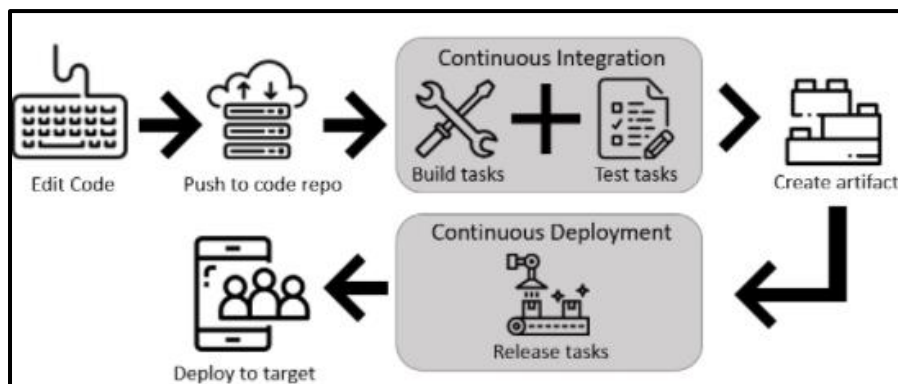 Continuous Integration
Edit Code
Push to code repo
Build tasks
Test tasks
Create artifact
Continuous Deployment
Release tasks
Deploy to target